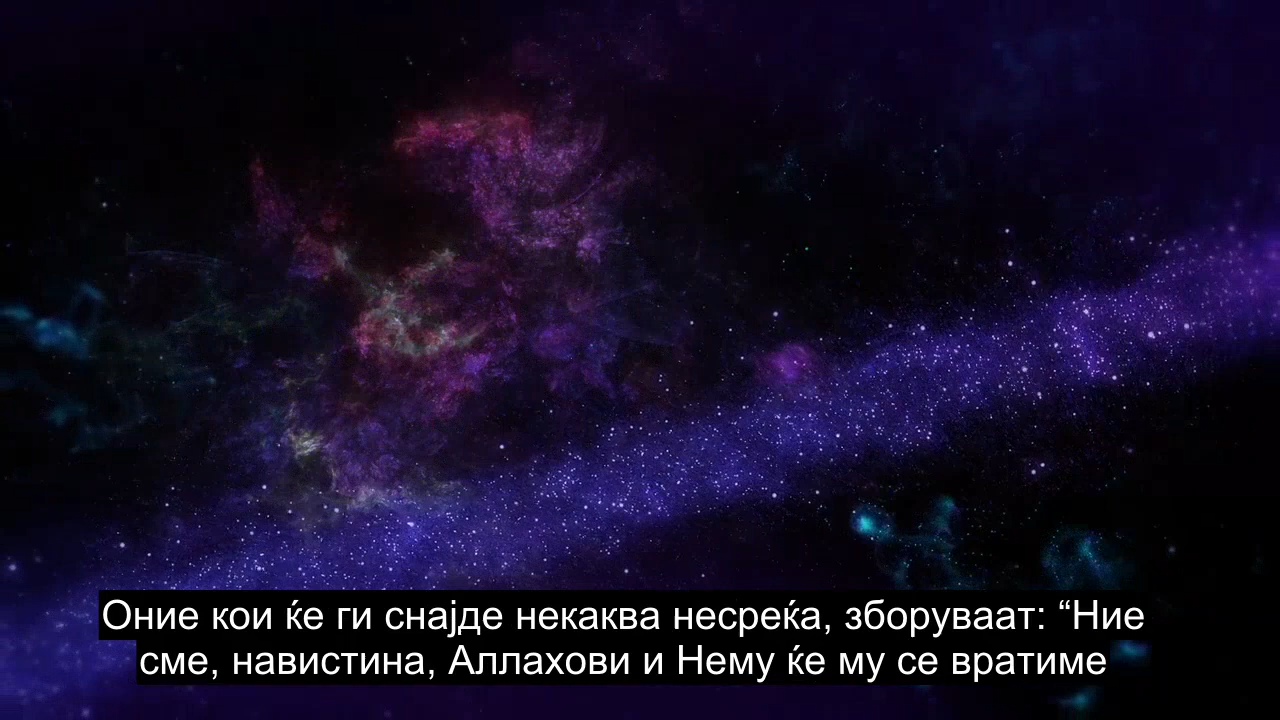 Оние кои ќе ги снајде некаква несреќа, зборуваат: “Ние
сме, навистина, Аллахови и Нему ќе му се вратиме